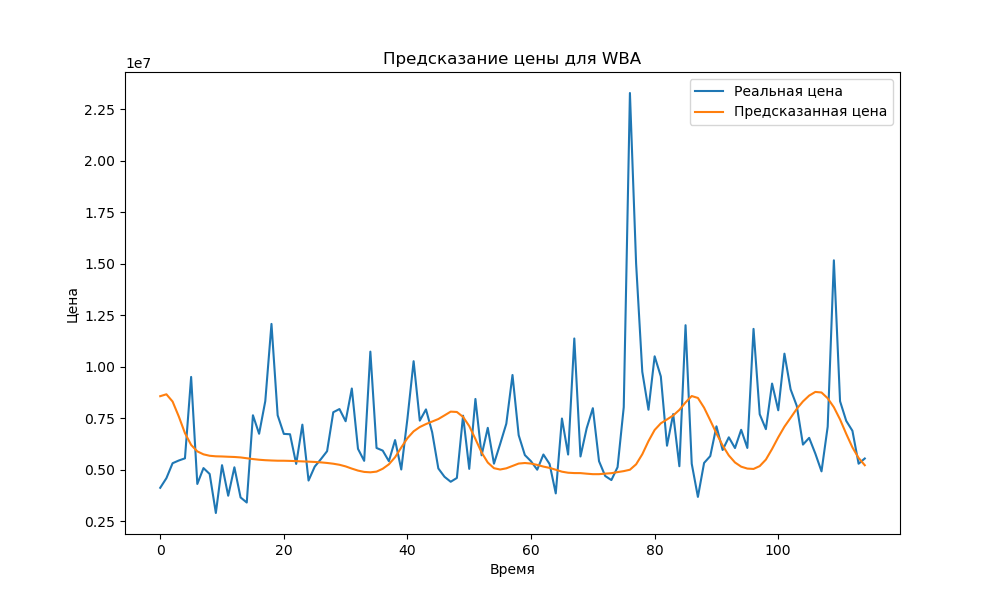 Предсказание цены для WBA
1e7
Реальная цена
Предсказанная цена
2.25
2.00
1.75
1.50
1.25
1.00
0.75
0.50
0.25
Цена
0 20 40 60 80 100
Время